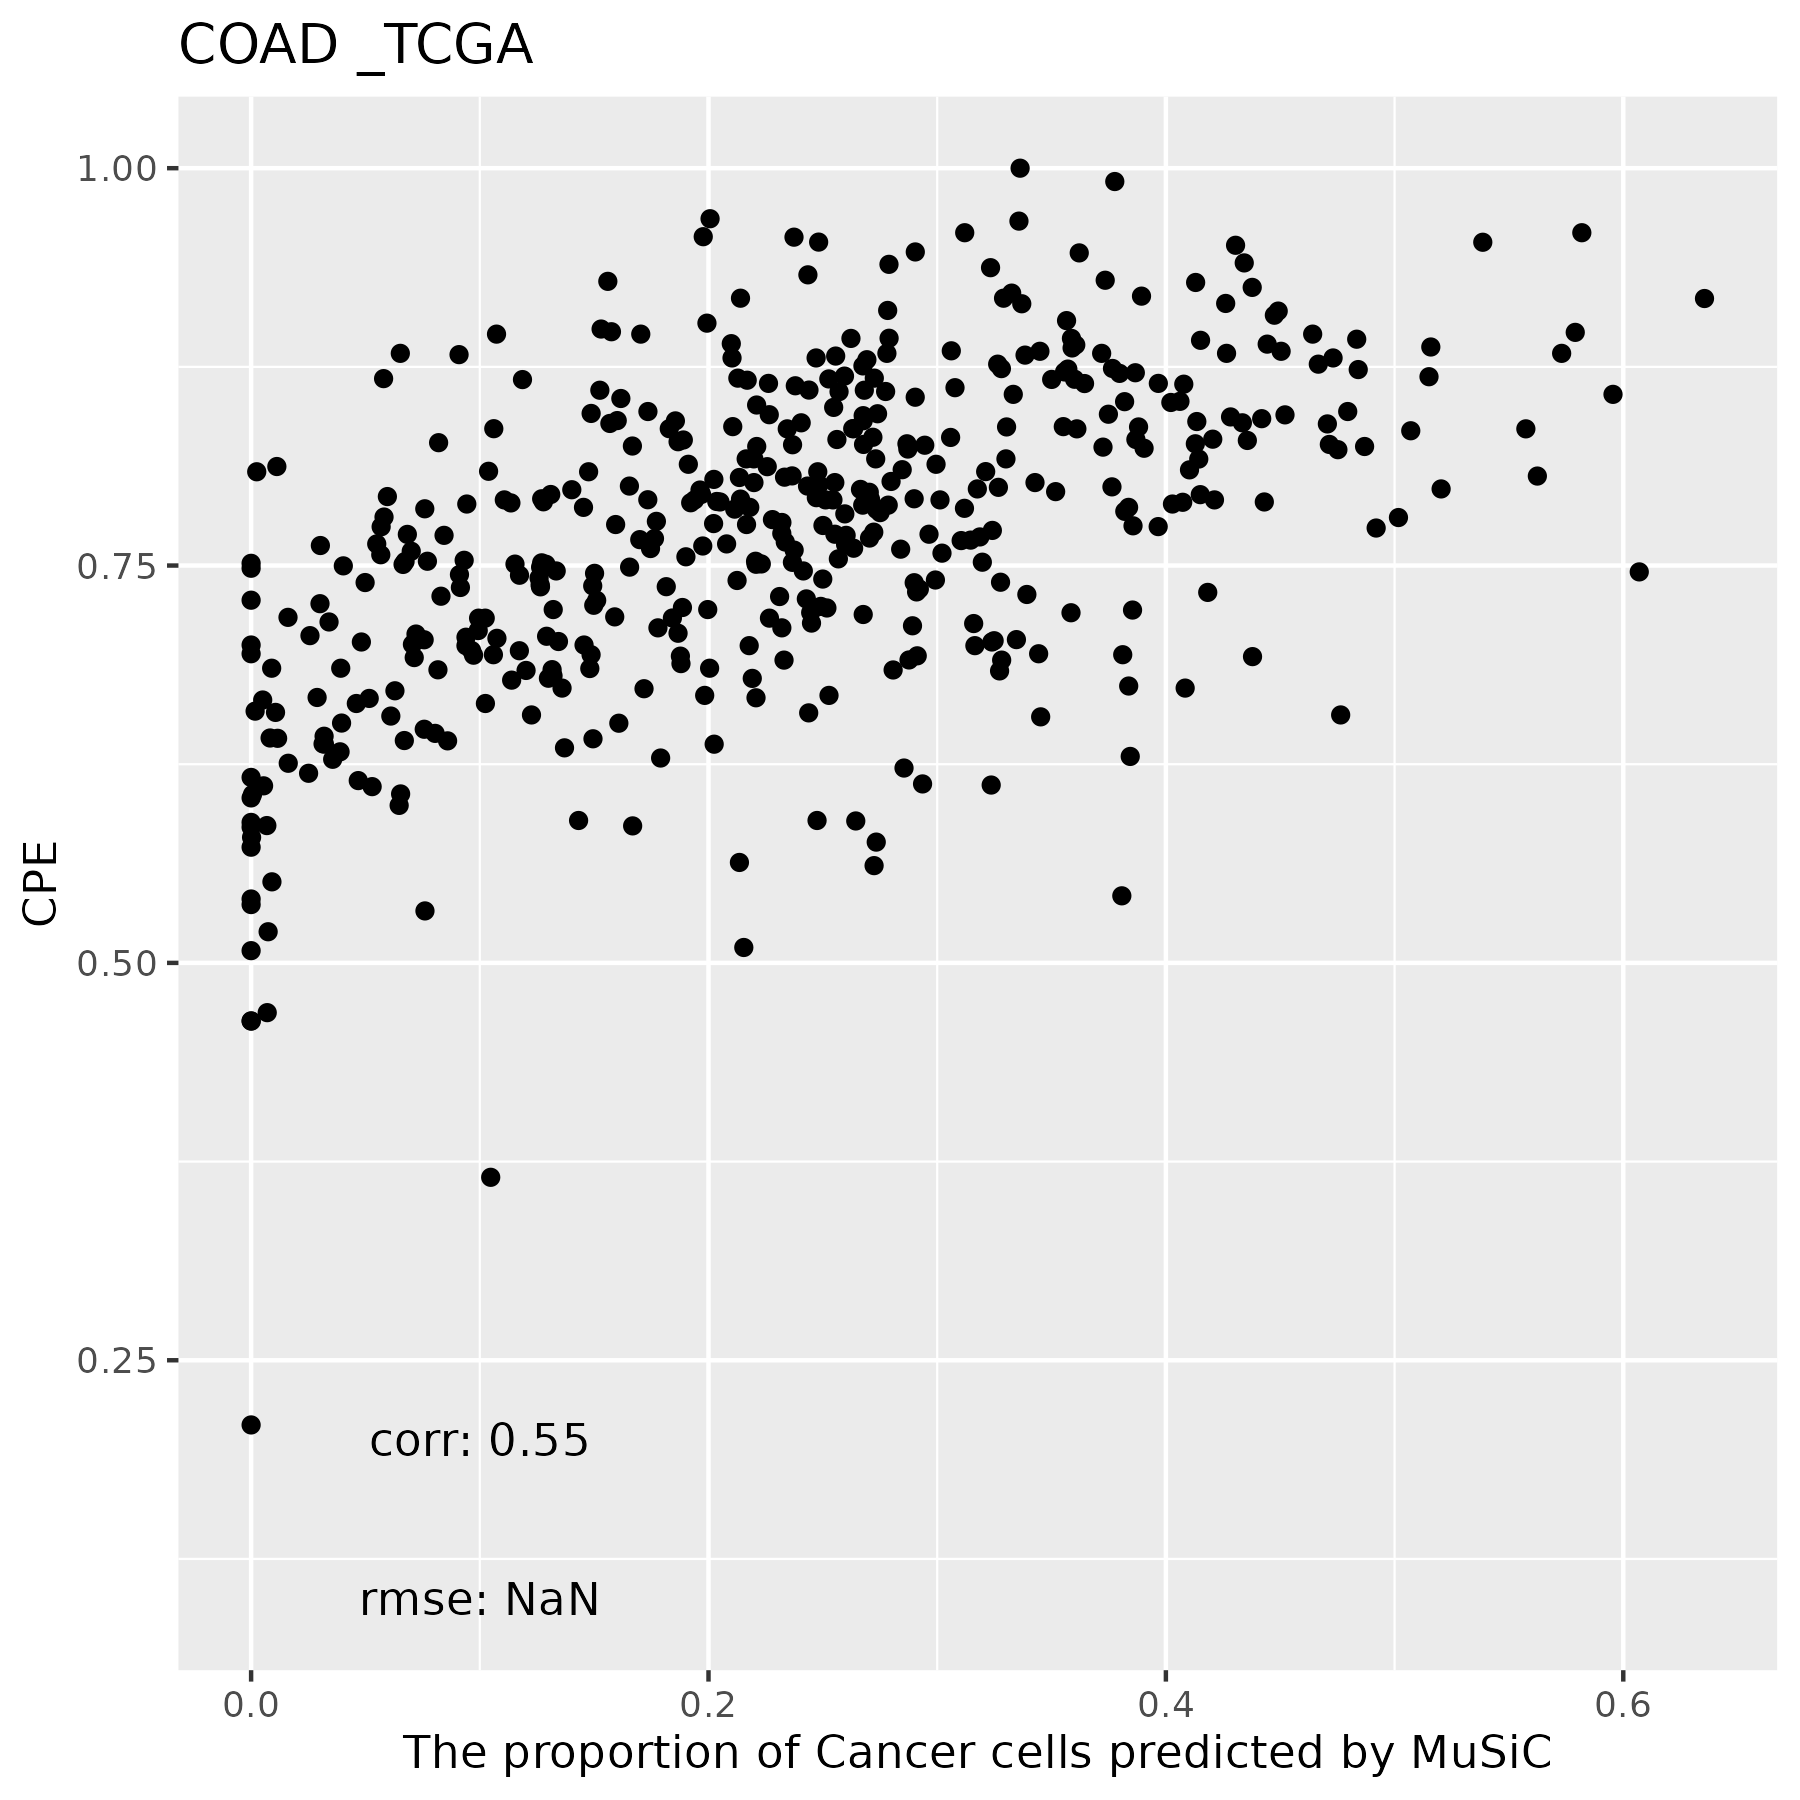 COAD _TCGA
1.00
0.75
0.50
0.25
CPE
corr: 0.55
rmse: NaN
0.0 0.2 0.4 0.6
The proportion of Cancer cells predicted by MuSiC